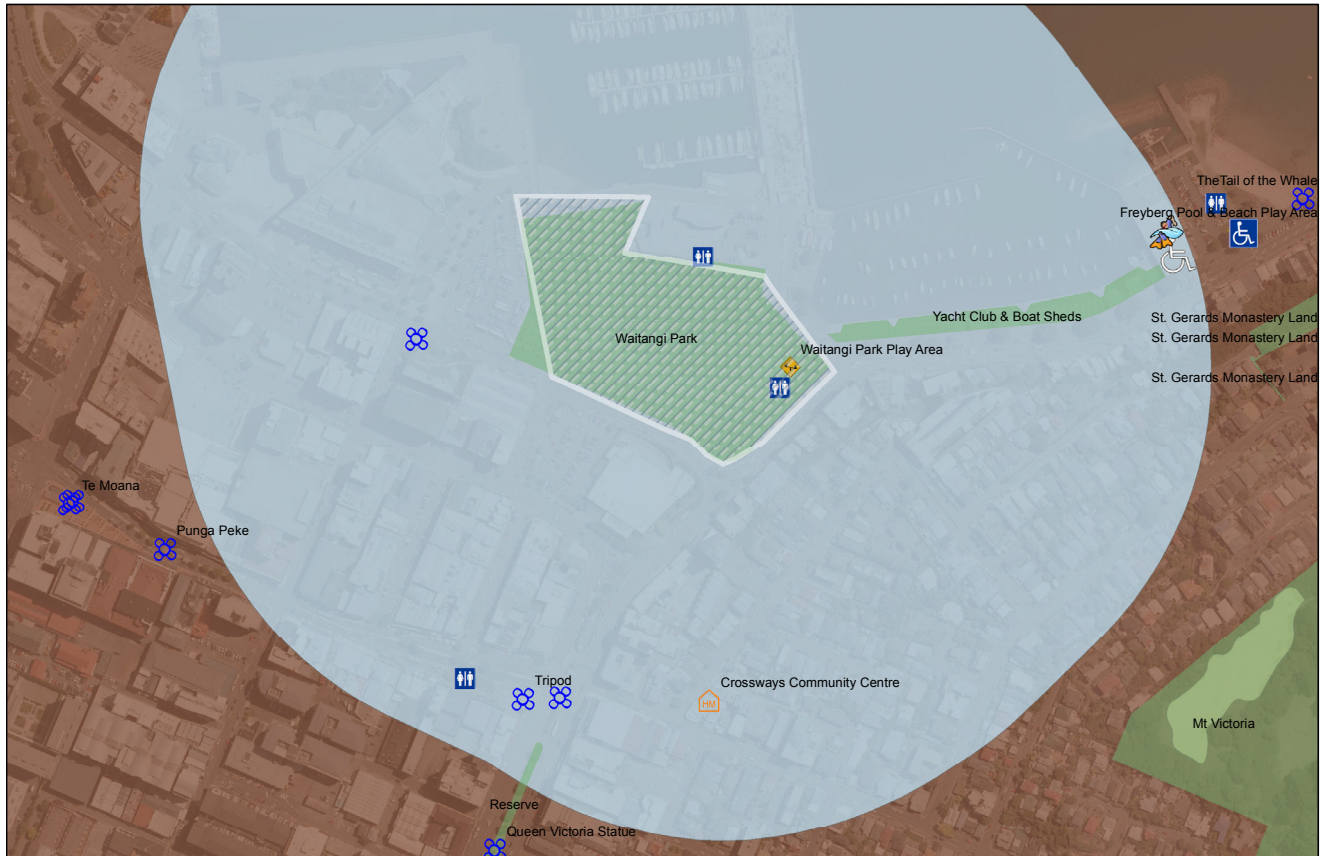 TheTail of the Whale
Freyberg Pool & Beach Play Area
Yacht Club & Boat Sheds
St. Gerards Monastery Land
Waitangi Park
St. Gerards Monastery Land
Waitangi Park Play Area
St. Gerards Monastery Land
Te Moana
Punga Peke
Tripod
Crossways Community Centre
HM
Mt Victoria
Reserve
Queen Victoria Statue